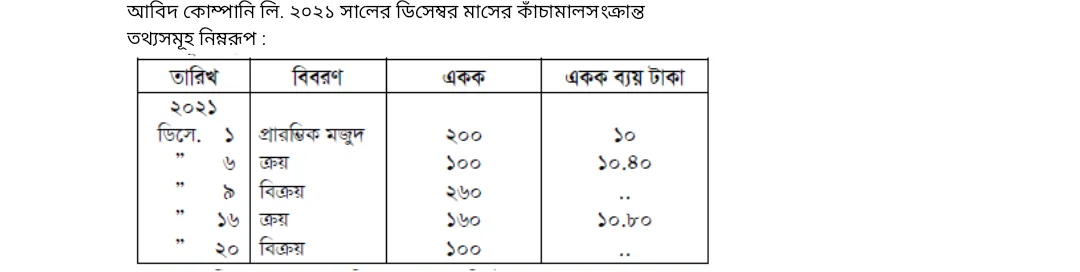 আবিদ কোম্পানি লি. ২০২১ সালের ডিসেম্বর মাসের কাঁচামালসংক্রান্ত
তথ্যসমূহ নিম্নরূপ :
তারিখ বিবরণ একক একক ব্যয় টাকা
২০২১
ডিসে. ১ প্রারম্ভিক মজুদ ২০০ ১০
” ৬ ক্রয় ১০০ ১০.৪০
” ৯ বিক্রয় ২৬০ ..
” ১৬ ক্রয় ১৬০ ১০.৮০
” ২০ বিক্রয় ১০০ ..